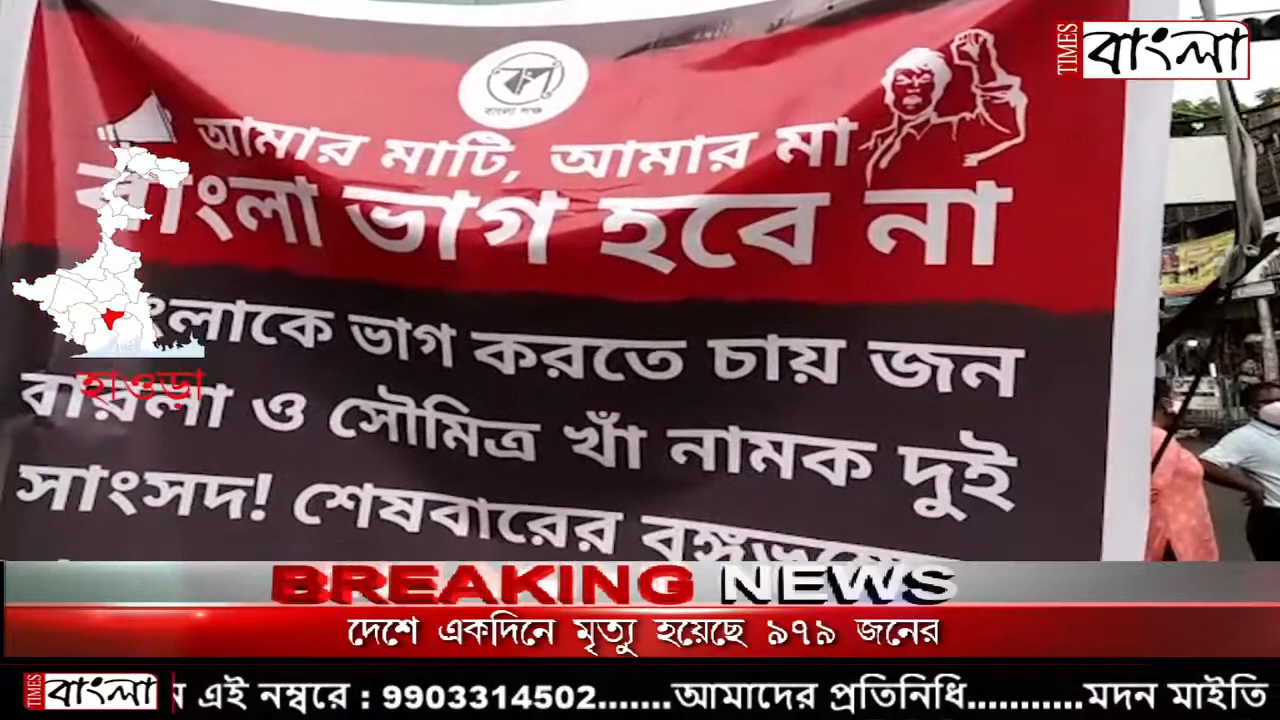 TIMES বাংলা
বাংলা পক্ষ
আমার মাটি, আমার মা
বাংলা ভাগ হবে না
ংলাকে ভাগ করতে চায় জন
বায়লা ও সৌমিত্র খাঁ নামক দুই
সাংসদ! শেষবারের
হাওড়া
BREAKING NEWS
দেশে একদিনে মৃত্যু হয়েছে ৯৭৯ জনের
TIMES বাংলা
ন এই নম্বরে : 9903314502.......আমাদের প্রতিনিধি...........মদন মাইতি